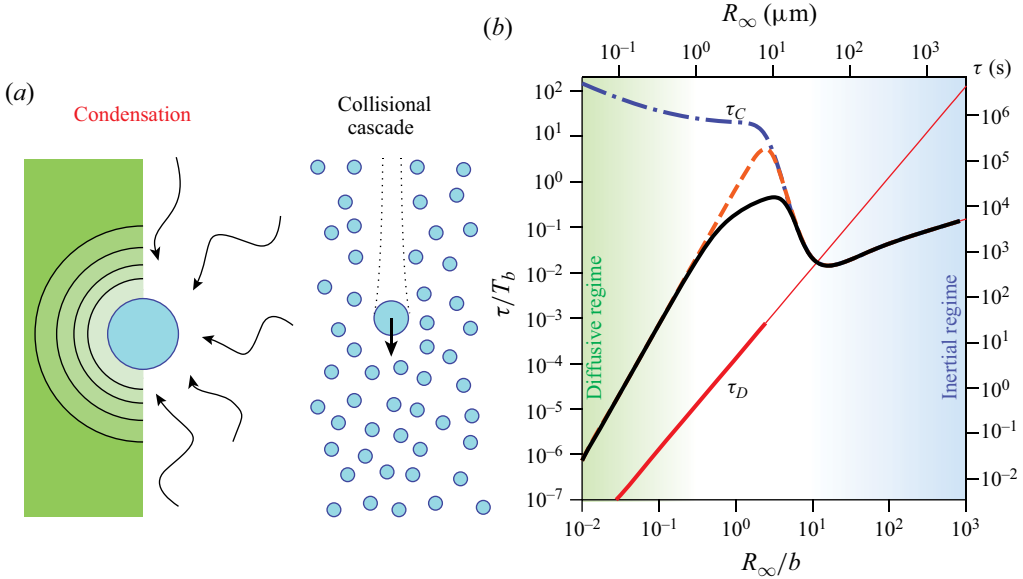 (a)
Condensation
Collisional
cascade
(b)
R∞ (μm)
10⁻¹ 10⁰ 10¹ 10² 10³
τ (s)
τ/T_b
10² 10¹ 10⁰ 10⁻¹ 10⁻² 10⁻³ 10⁻⁴ 10⁻⁵ 10⁻⁶ 10⁻⁷
10⁶ 10⁵ 10⁴ 10³ 10² 10¹ 10⁰ 10⁻¹ 10⁻²
τ_C
τ_D
Diffusive regime
Inertial regime
10⁻² 10⁻¹ 10⁰ 10¹ 10² 10³
R∞/b